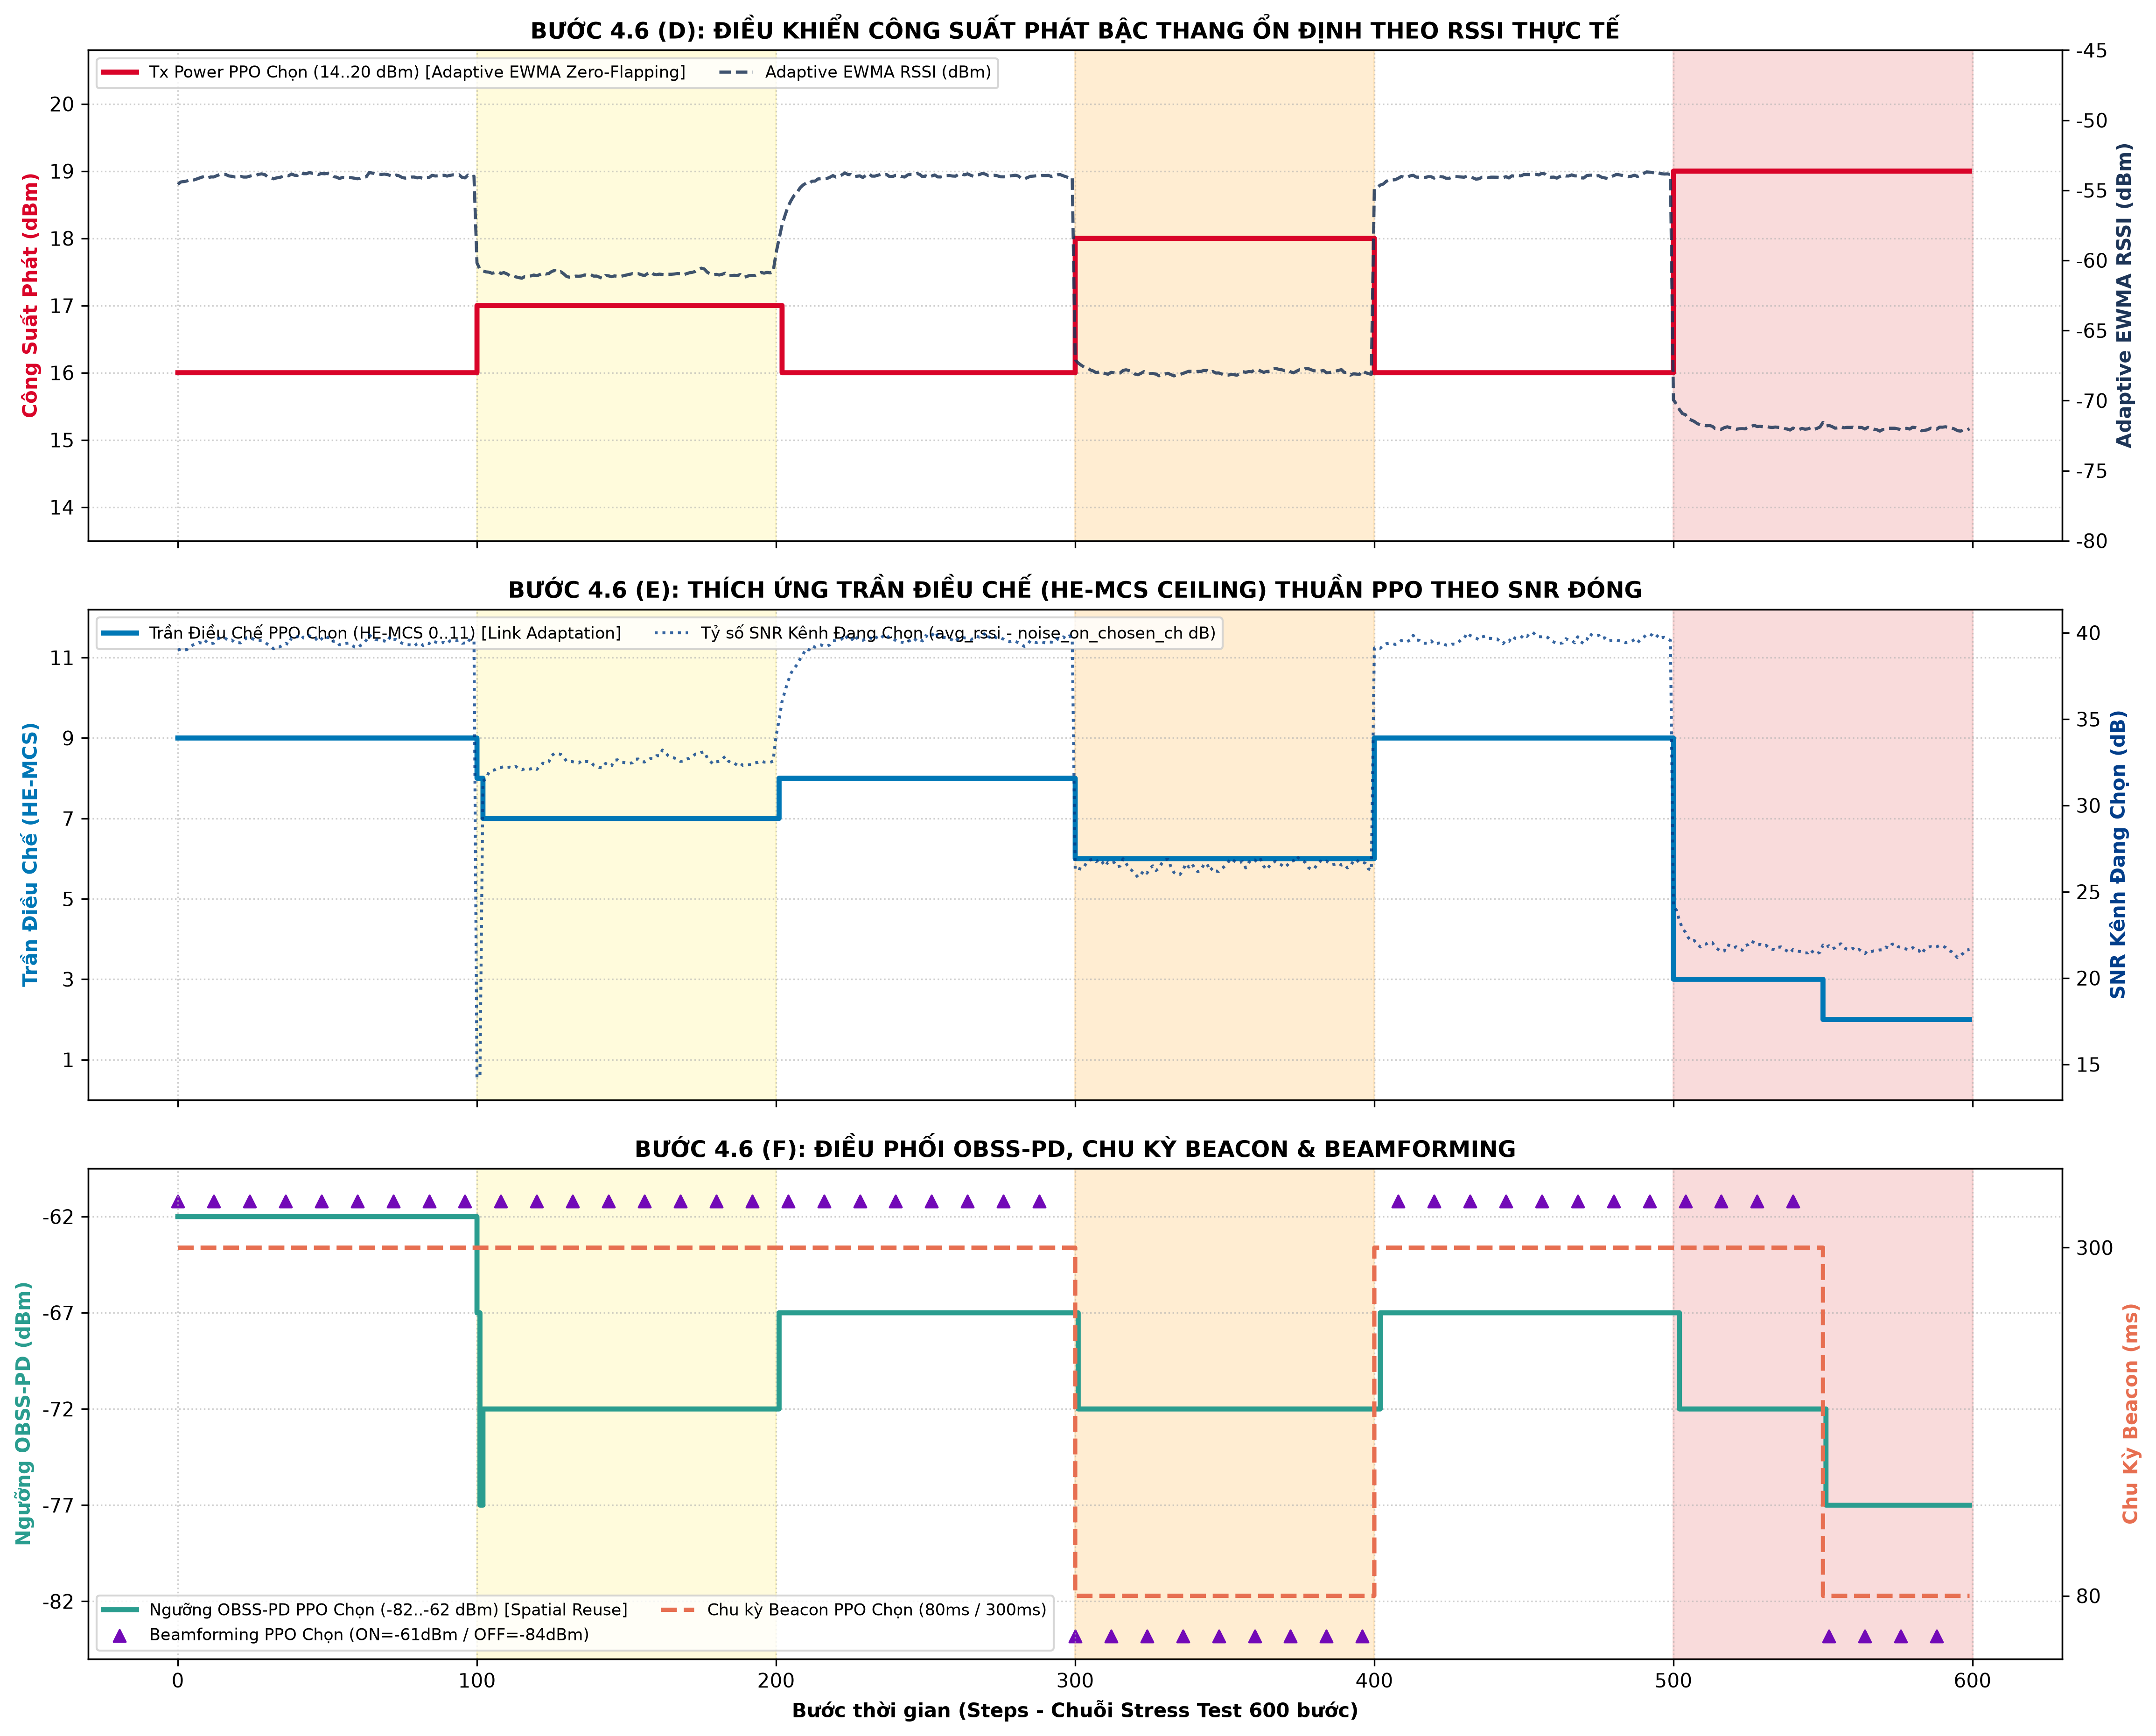 BƯỚC 4.6 (D): ĐIỀU KHIỂN CÔNG SUẤT PHÁT BẬC THANG ỔN ĐỊNH THEO RSSI THỰC TẾ
Tx Power PPO Chọn (14..20 dBm) [Adaptive EWMA Zero-Flapping]
Adaptive EWMA RSSI (dBm)
Công Suất Phát (dBm)
20
19
18
17
16
15
14
-45
-50
-55
-60
-65
-70
-75
-80
Adaptive EWMA RSSI (dBm)
BƯỚC 4.6 (E): THÍCH ỨNG TRẦN ĐIỀU CHẾ (HE-MCS CEILING) THUẦN PPO THEO SNR ĐÓNG
Trần Điều Chế PPO Chọn (HE-MCS 0..11) [Link Adaptation]
Tỷ số SNR Kênh Đang Chọn (avg_rssi - noise_on_chosen_ch dB)
Trần Điều Chế (HE-MCS)
11
9
7
5
3
1
40
35
30
25
20
15
SNR Kênh Đang Chọn (dB)
BƯỚC 4.6 (F): ĐIỀU PHỐI OBSS-PD, CHU KỲ BEACON & BEAMFORMING
Ngưỡng OBSS-PD (dBm)
-62
-67
-72
-77
-82
300
80
Chu Kỳ Beacon (ms)
Ngưỡng OBSS-PD PPO Chọn (-82..-62 dBm) [Spatial Reuse]
Chu kỳ Beacon PPO Chọn (80ms / 300ms)
Beamforming PPO Chọn (ON=-61dBm / OFF=-84dBm)
0
100
200
300
400
500
600
Bước thời gian (Steps - Chuỗi Stress Test 600 bước)